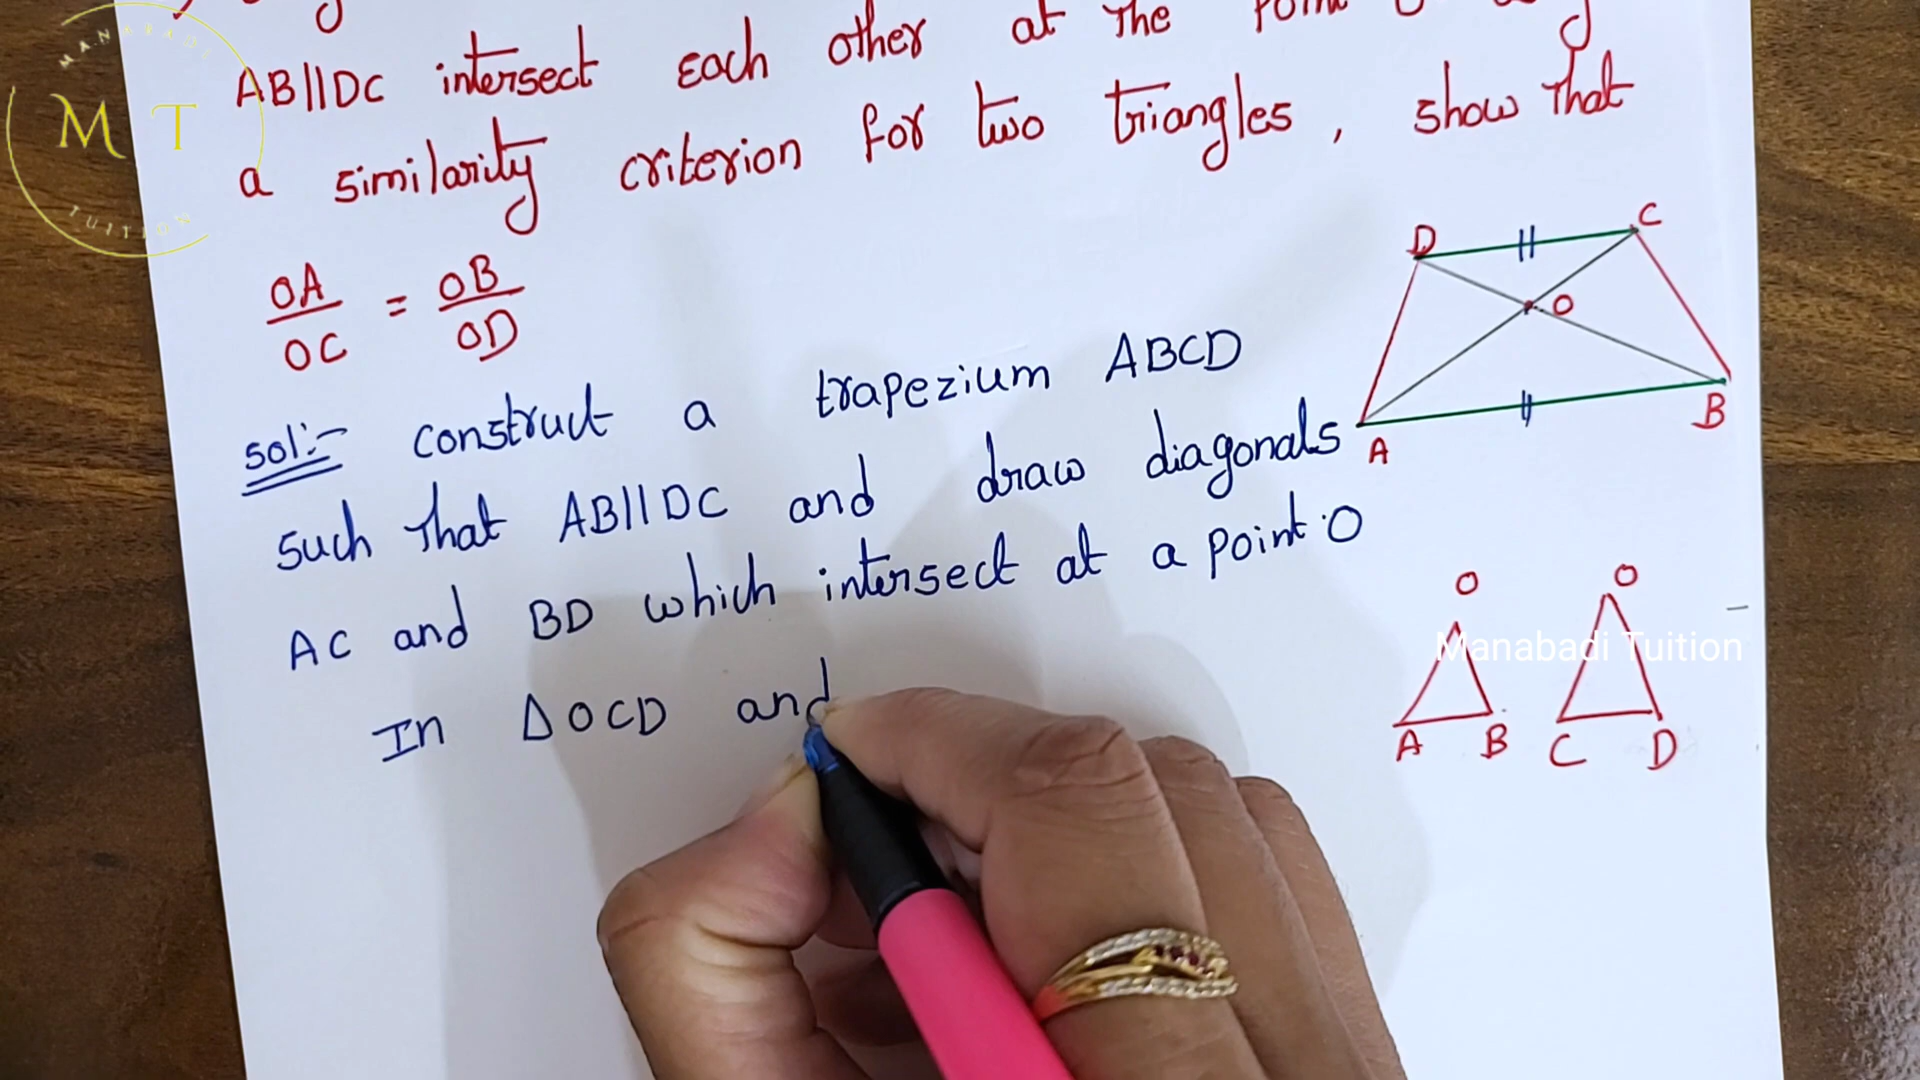 MANABADI
M T
TUITION
AB||DC intersect each other at the
a similarity criterion for two triangles, show that
OA/OC = OB/OD
D C
O
A B
sol:- construct a trapezium ABCD
such that AB||DC and draw diagonals
AC and BD which intersect at a point 'O
In ΔOCD and
O O
A B C D
Manabadi Tuition